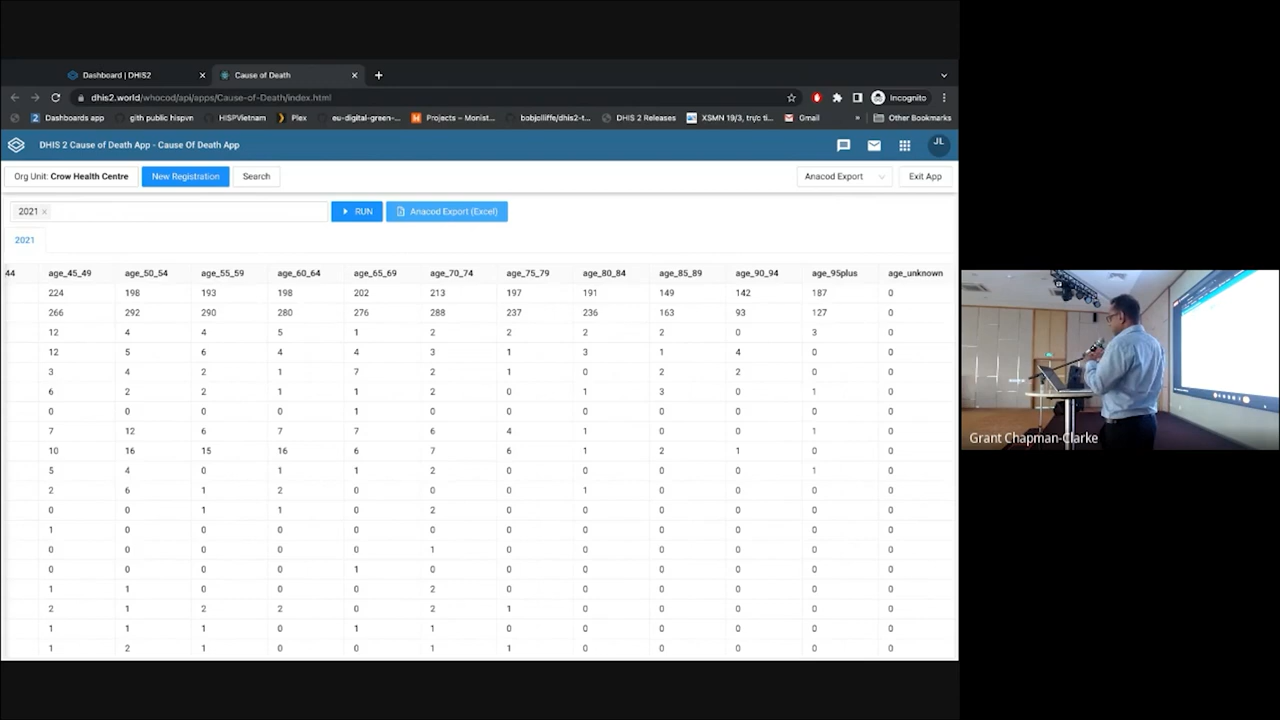 Dashboard | DHIS2
Cause of Death
dhis2.world/whocod/api/apps/Cause-of-Death/index.html
Incognito
Dashboards app
gith public hispvn
HISPVietnam
Plex
eu-digital-green-...
Projects – Monist...
bobjolliffe/dhis2-t...
DHIS 2 Releases
XSMN 19/3, trực ti...
Gmail
»
Other Bookmarks
DHIS 2 Cause of Death App - Cause Of Death App
JL
Org Unit: Crow Health Centre
New Registration
Search
Anacod Export
Exit App
2021
RUN
Anacod Export (Excel)
2021
44 age_45_49 age_50_54 age_55_59 age_60_64 age_65_69 age_70_74 age_75_79 age_80_84 age_85_89 age_90_94 age_95plus age_unknown
224 198 193 198 202 213 197 191 149 142 187 0
266 292 290 280 276 288 237 236 163 93 127 0
12 4 4 5 1 2 2 2 2 0 3 0
12 5 6 4 4 3 1 3 1 4 0 0
3 4 2 1 7 2 1 0 2 2 0 0
6 2 2 1 1 2 0 1 3 0 1 0
0 0 0 0 1 0 0 0 0 0 0 0
7 12 6 7 7 6 4 1 0 0 1 0
10 16 15 16 6 7 6 1 2 1 0 0
5 4 0 1 1 2 0 0 0 0 1 0
2 6 1 2 0 0 0 1 0 0 0 0
0 0 1 1 0 2 0 0 0 0 0 0
1 0 0 0 0 0 0 0 0 0 0 0
0 0 0 0 0 1 0 0 0 0 0 0
0 0 0 0 1 0 0 0 0 0 0 0
1 1 0 0 0 2 0 0 0 0 0 0
2 1 2 2 0 2 1 0 0 0 0 0
1 1 1 0 1 1 0 0 0 0 0 0
1 2 1 0 0 1 1 0 0 0 0 0
Grant Chapman-Clarke